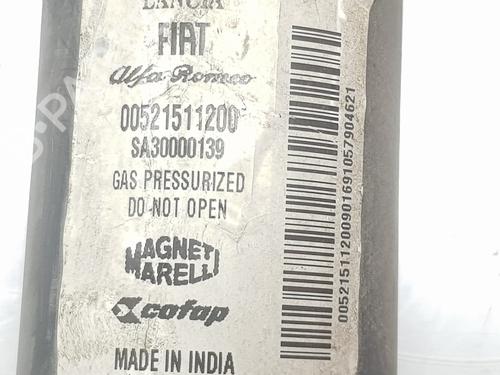 LANCIA
FIAT
Alfa Romeo
00521511200
SA30000139
GAS PRESSURIZED
DO NOT OPEN
MAGNETI
MARELLI
cofap
MADE IN INDIA
00521511200901691057904621